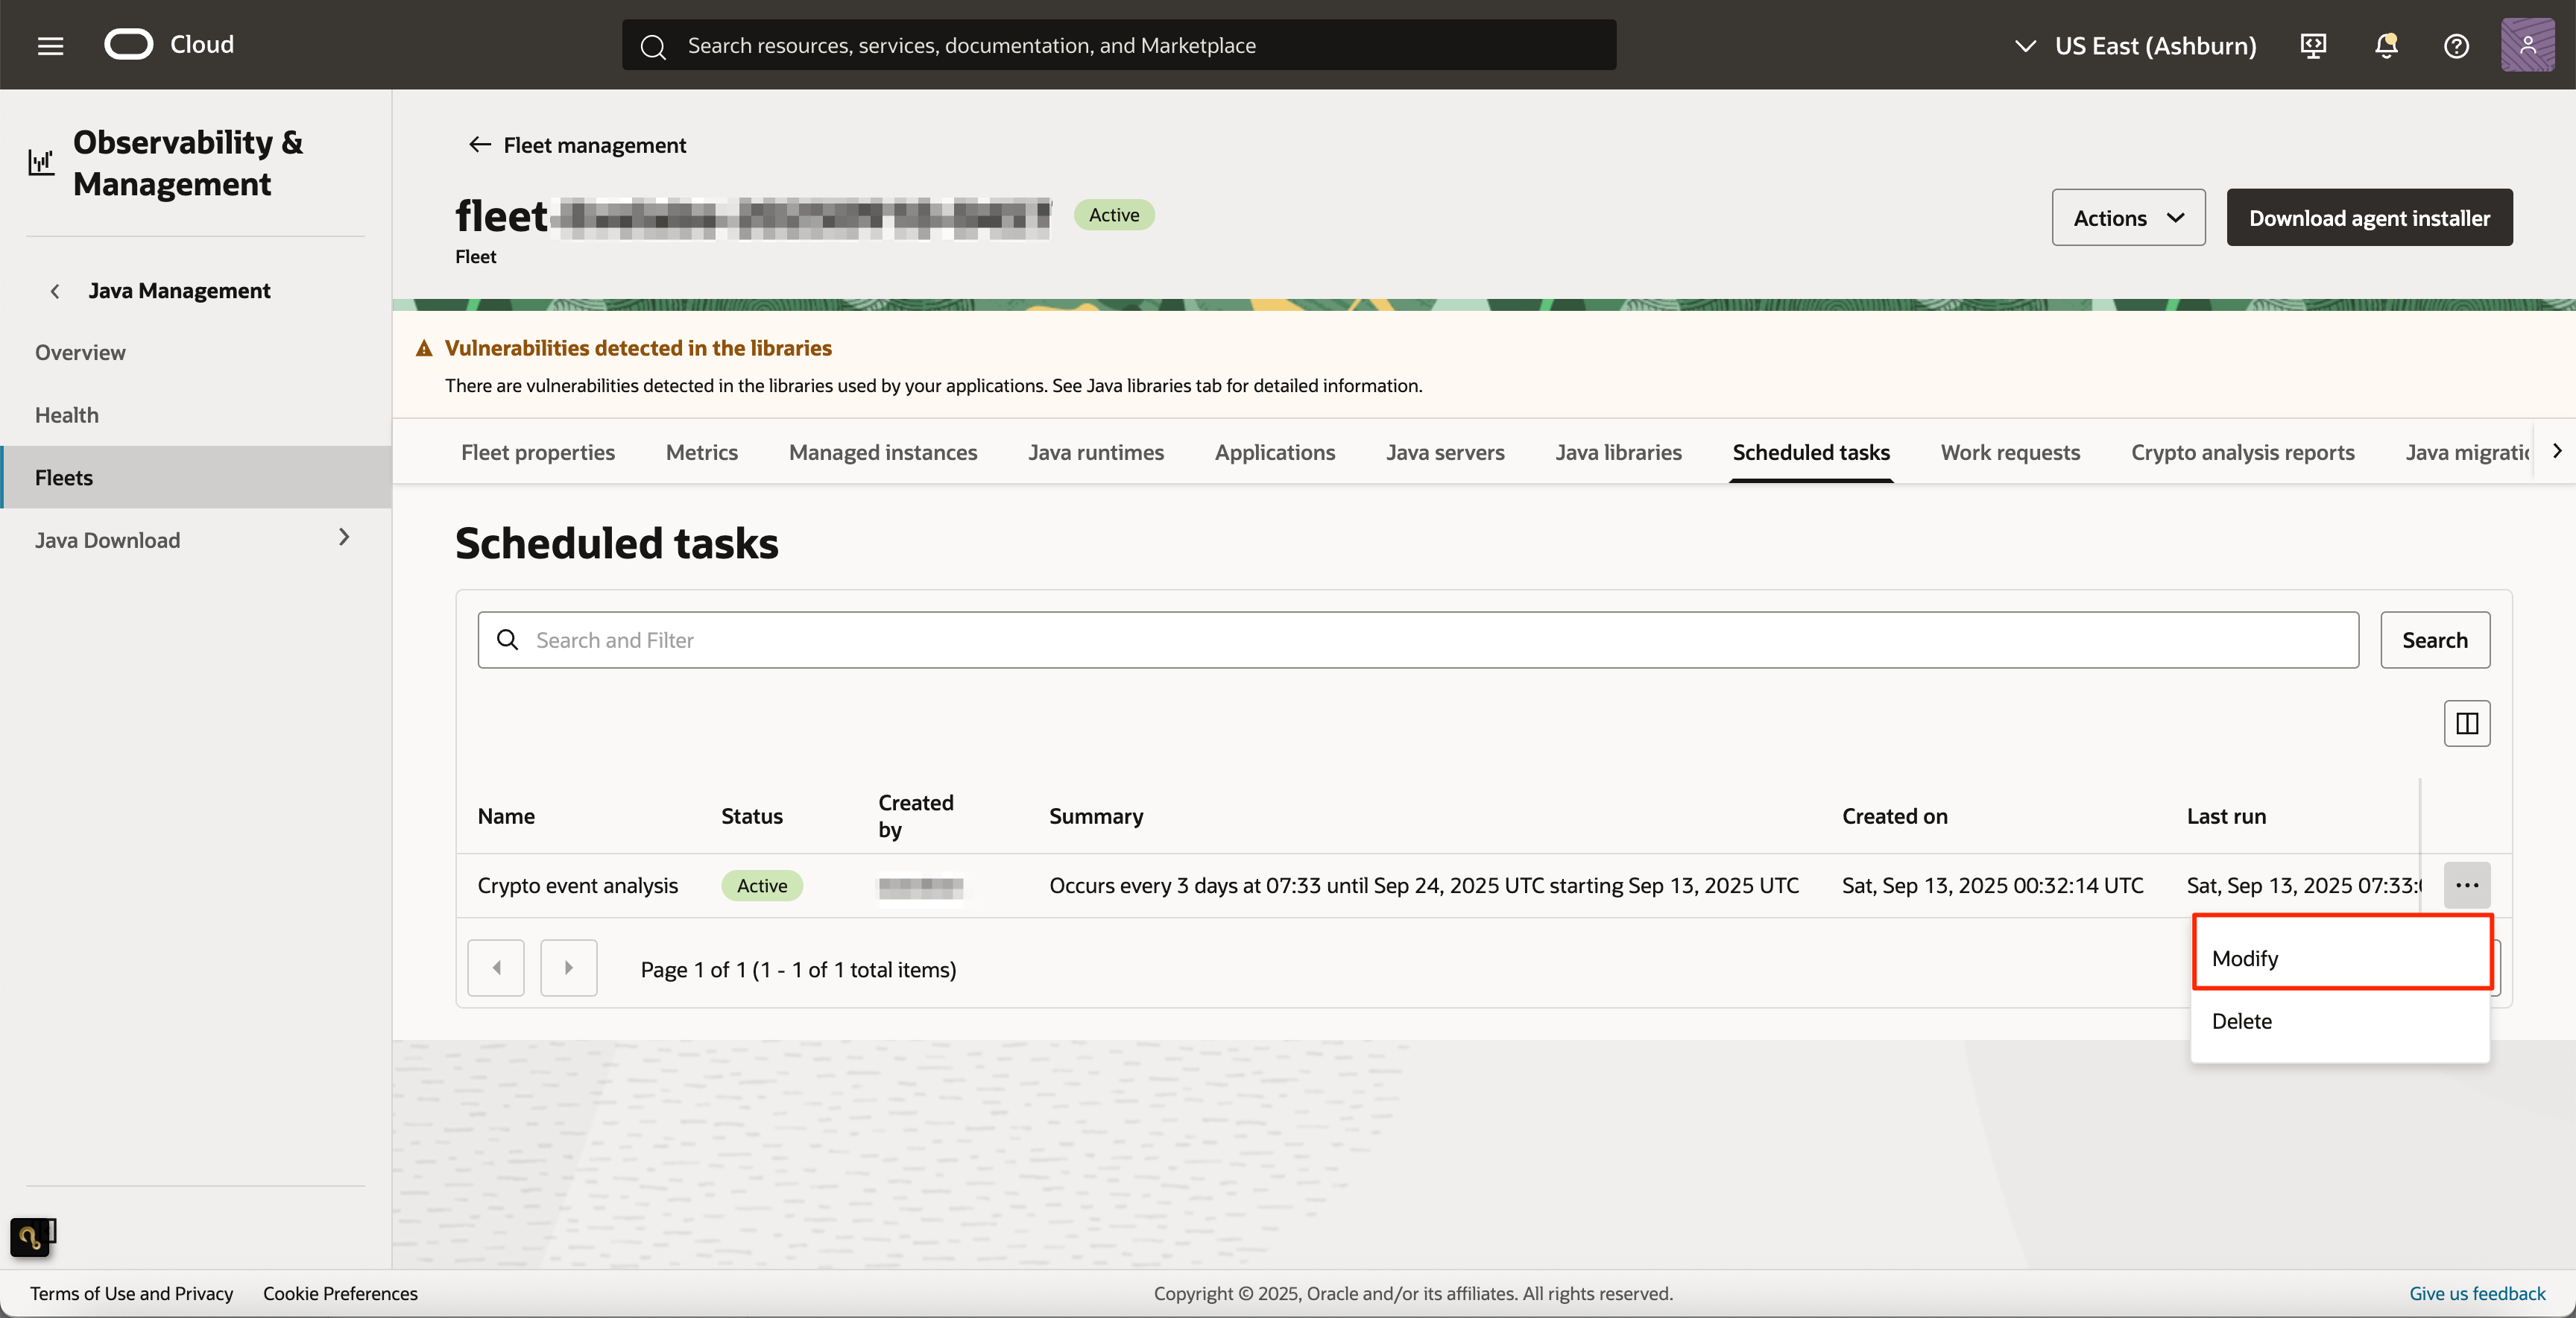 Cloud
Search resources, services, documentation, and Marketplace
US East (Ashburn)
Observability &
Management
Java Management
Overview
Health
Fleets
Java Download
Fleet management
fleet
Active
Fleet
Actions
Download agent installer
Vulnerabilities detected in the libraries
There are vulnerabilities detected in the libraries used by your applications. See Java libraries tab for detailed information.
Fleet properties Metrics Managed instances Java runtimes Applications Java servers Java libraries Scheduled tasks Work requests Crypto analysis reports Java migratic
Scheduled tasks
Search and Filter
Search
Name Status Created by Summary Created on Last run
Crypto event analysis Active Occurs every 3 days at 07:33 until Sep 24, 2025 UTC starting Sep 13, 2025 UTC Sat, Sep 13, 2025 00:32:14 UTC Sat, Sep 13, 2025 07:33:
Page 1 of 1 (1 - 1 of 1 total items)
Modify
Delete
Terms of Use and Privacy Cookie Preferences
Copyright © 2025, Oracle and/or its affiliates. All rights reserved.
Give us feedback